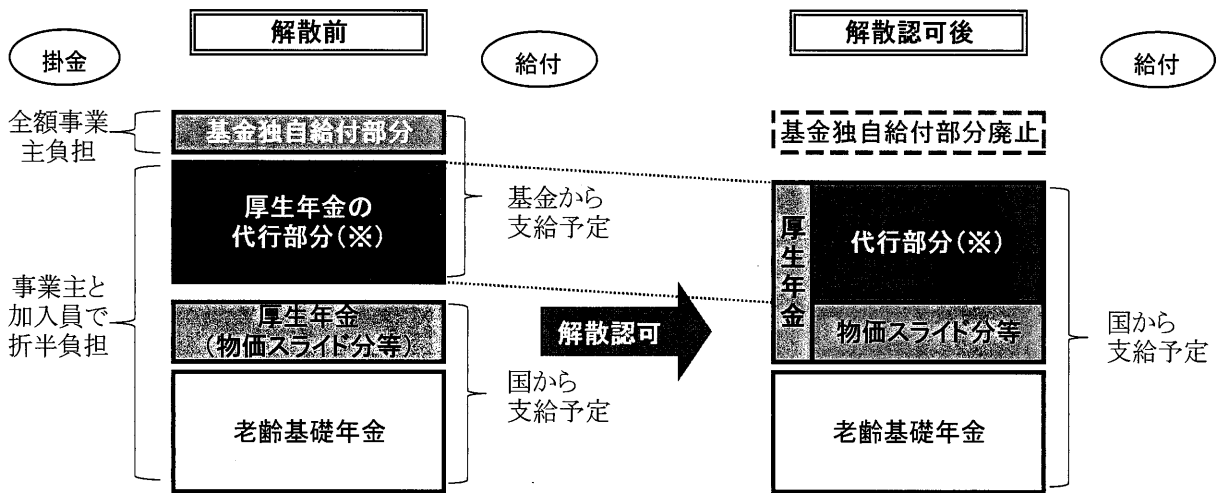 解散前
解散認可後
掛金
給付
給付
全額事業
主負担
基金独自給付部分
基金独自給付部分廃止
厚生年金の
代行部分(※)
基金から
支給予定
厚生年金
代行部分(※)
事業主と
加入員で
折半負担
厚生年金
(物価スライド分等)
解散認可
物価スライド分等
国から
支給予定
国から
支給予定
老齢基礎年金
老齢基礎年金